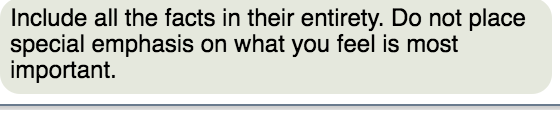 Include all the facts in their entirety. Do not place
special emphasis on what you feel is most
important.